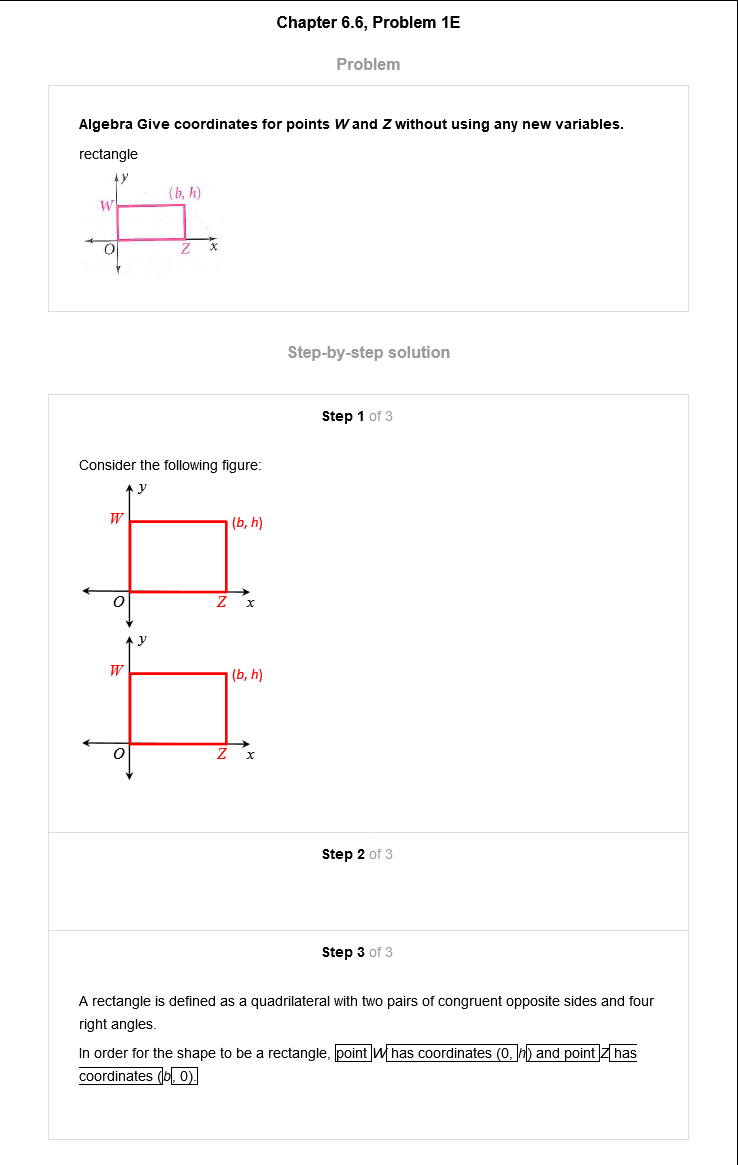 Chapter 6.6, Problem 1E
Problem
Algebra Give coordinates for points W and Z without using any new variables.
rectangle
y
(b, h)
W
O
Z
x
Step-by-step solution
Step 1 of 3
Consider the following figure:
y
W
(b, h)
O
Z
x
y
W
(b, h)
O
Z
x
Step 2 of 3
Step 3 of 3
A rectangle is defined as a quadrilateral with two pairs of congruent opposite sides and four
right angles.
In order for the shape to be a rectangle, point W has coordinates (0, h) and point Z has
coordinates (b, 0).